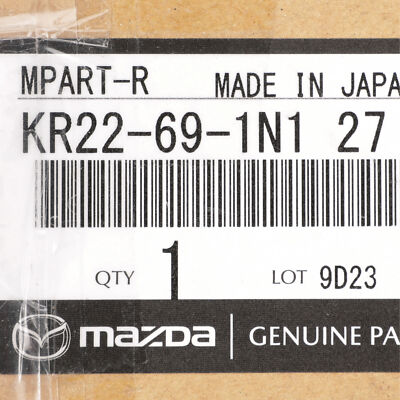 MPART-R MADE IN JAPA
KR22-69-1N1 27
QTY 1 LOT 9D23
mazda GENUINE PA